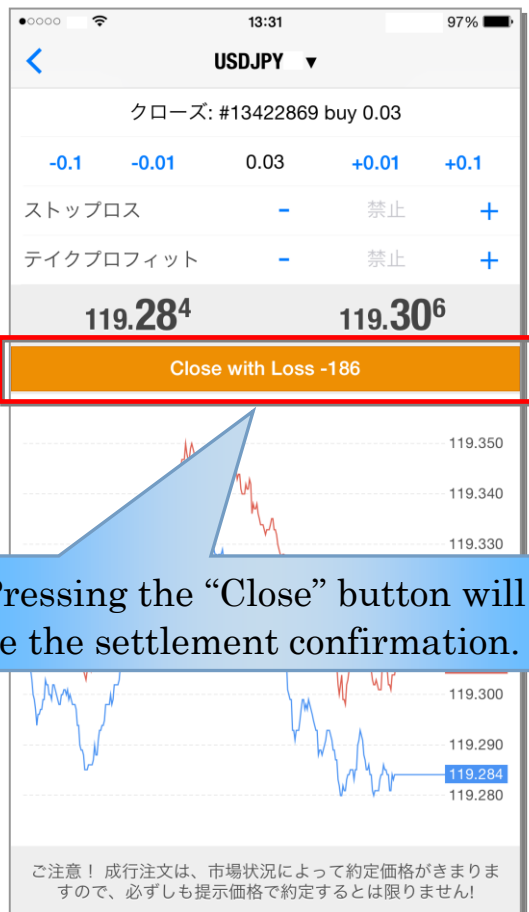 13:31
97%
USDJPY ▼
クローズ: #13422869 buy 0.03
-0.1 -0.01 0.03 +0.01 +0.1
ストップロス - 禁止 +
テイクプロフィット - 禁止 +
119.284 119.306
Close with Loss -186
119.350
119.340
119.330
Pressing the “Close” button will
e the settlement confirmation.
119.300
119.290
119.284
119.280
ご注意！ 成行注文は、市場状況によって約定価格がきまりま
すので、必ずしも提示価格で約定するとは限りません!